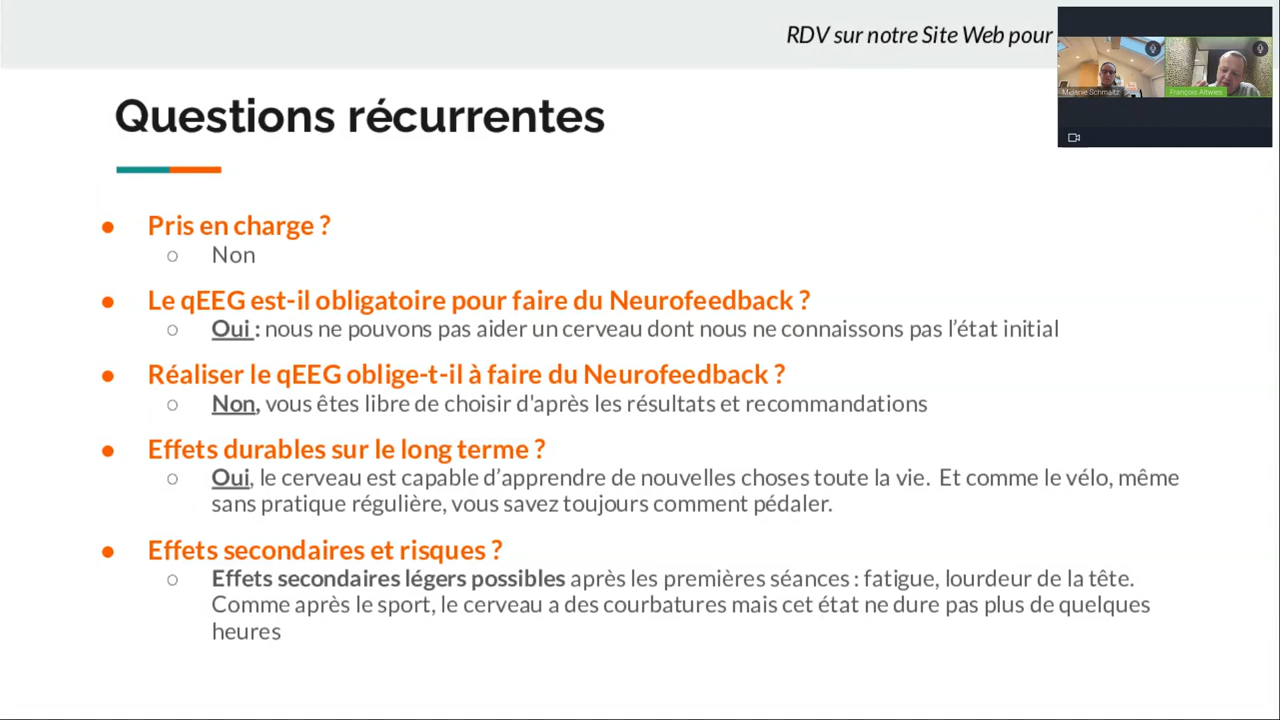 RDV sur notre Site Web pour
Melanie Schmaltz
François Altwies
Questions récurrentes
● Pris en charge ?
○ Non
● Le qEEG est-il obligatoire pour faire du Neurofeedback ?
○ Oui : nous ne pouvons pas aider un cerveau dont nous ne connaissons pas l’état initial
● Réaliser le qEEG oblige-t-il à faire du Neurofeedback ?
○ Non, vous êtes libre de choisir d'après les résultats et recommandations
● Effets durables sur le long terme ?
○ Oui, le cerveau est capable d’apprendre de nouvelles choses toute la vie. Et comme le vélo, même
sans pratique régulière, vous savez toujours comment pédaler.
● Effets secondaires et risques ?
○ Effets secondaires légers possibles après les premières séances : fatigue, lourdeur de la tête.
Comme après le sport, le cerveau a des courbatures mais cet état ne dure pas plus de quelques
heures